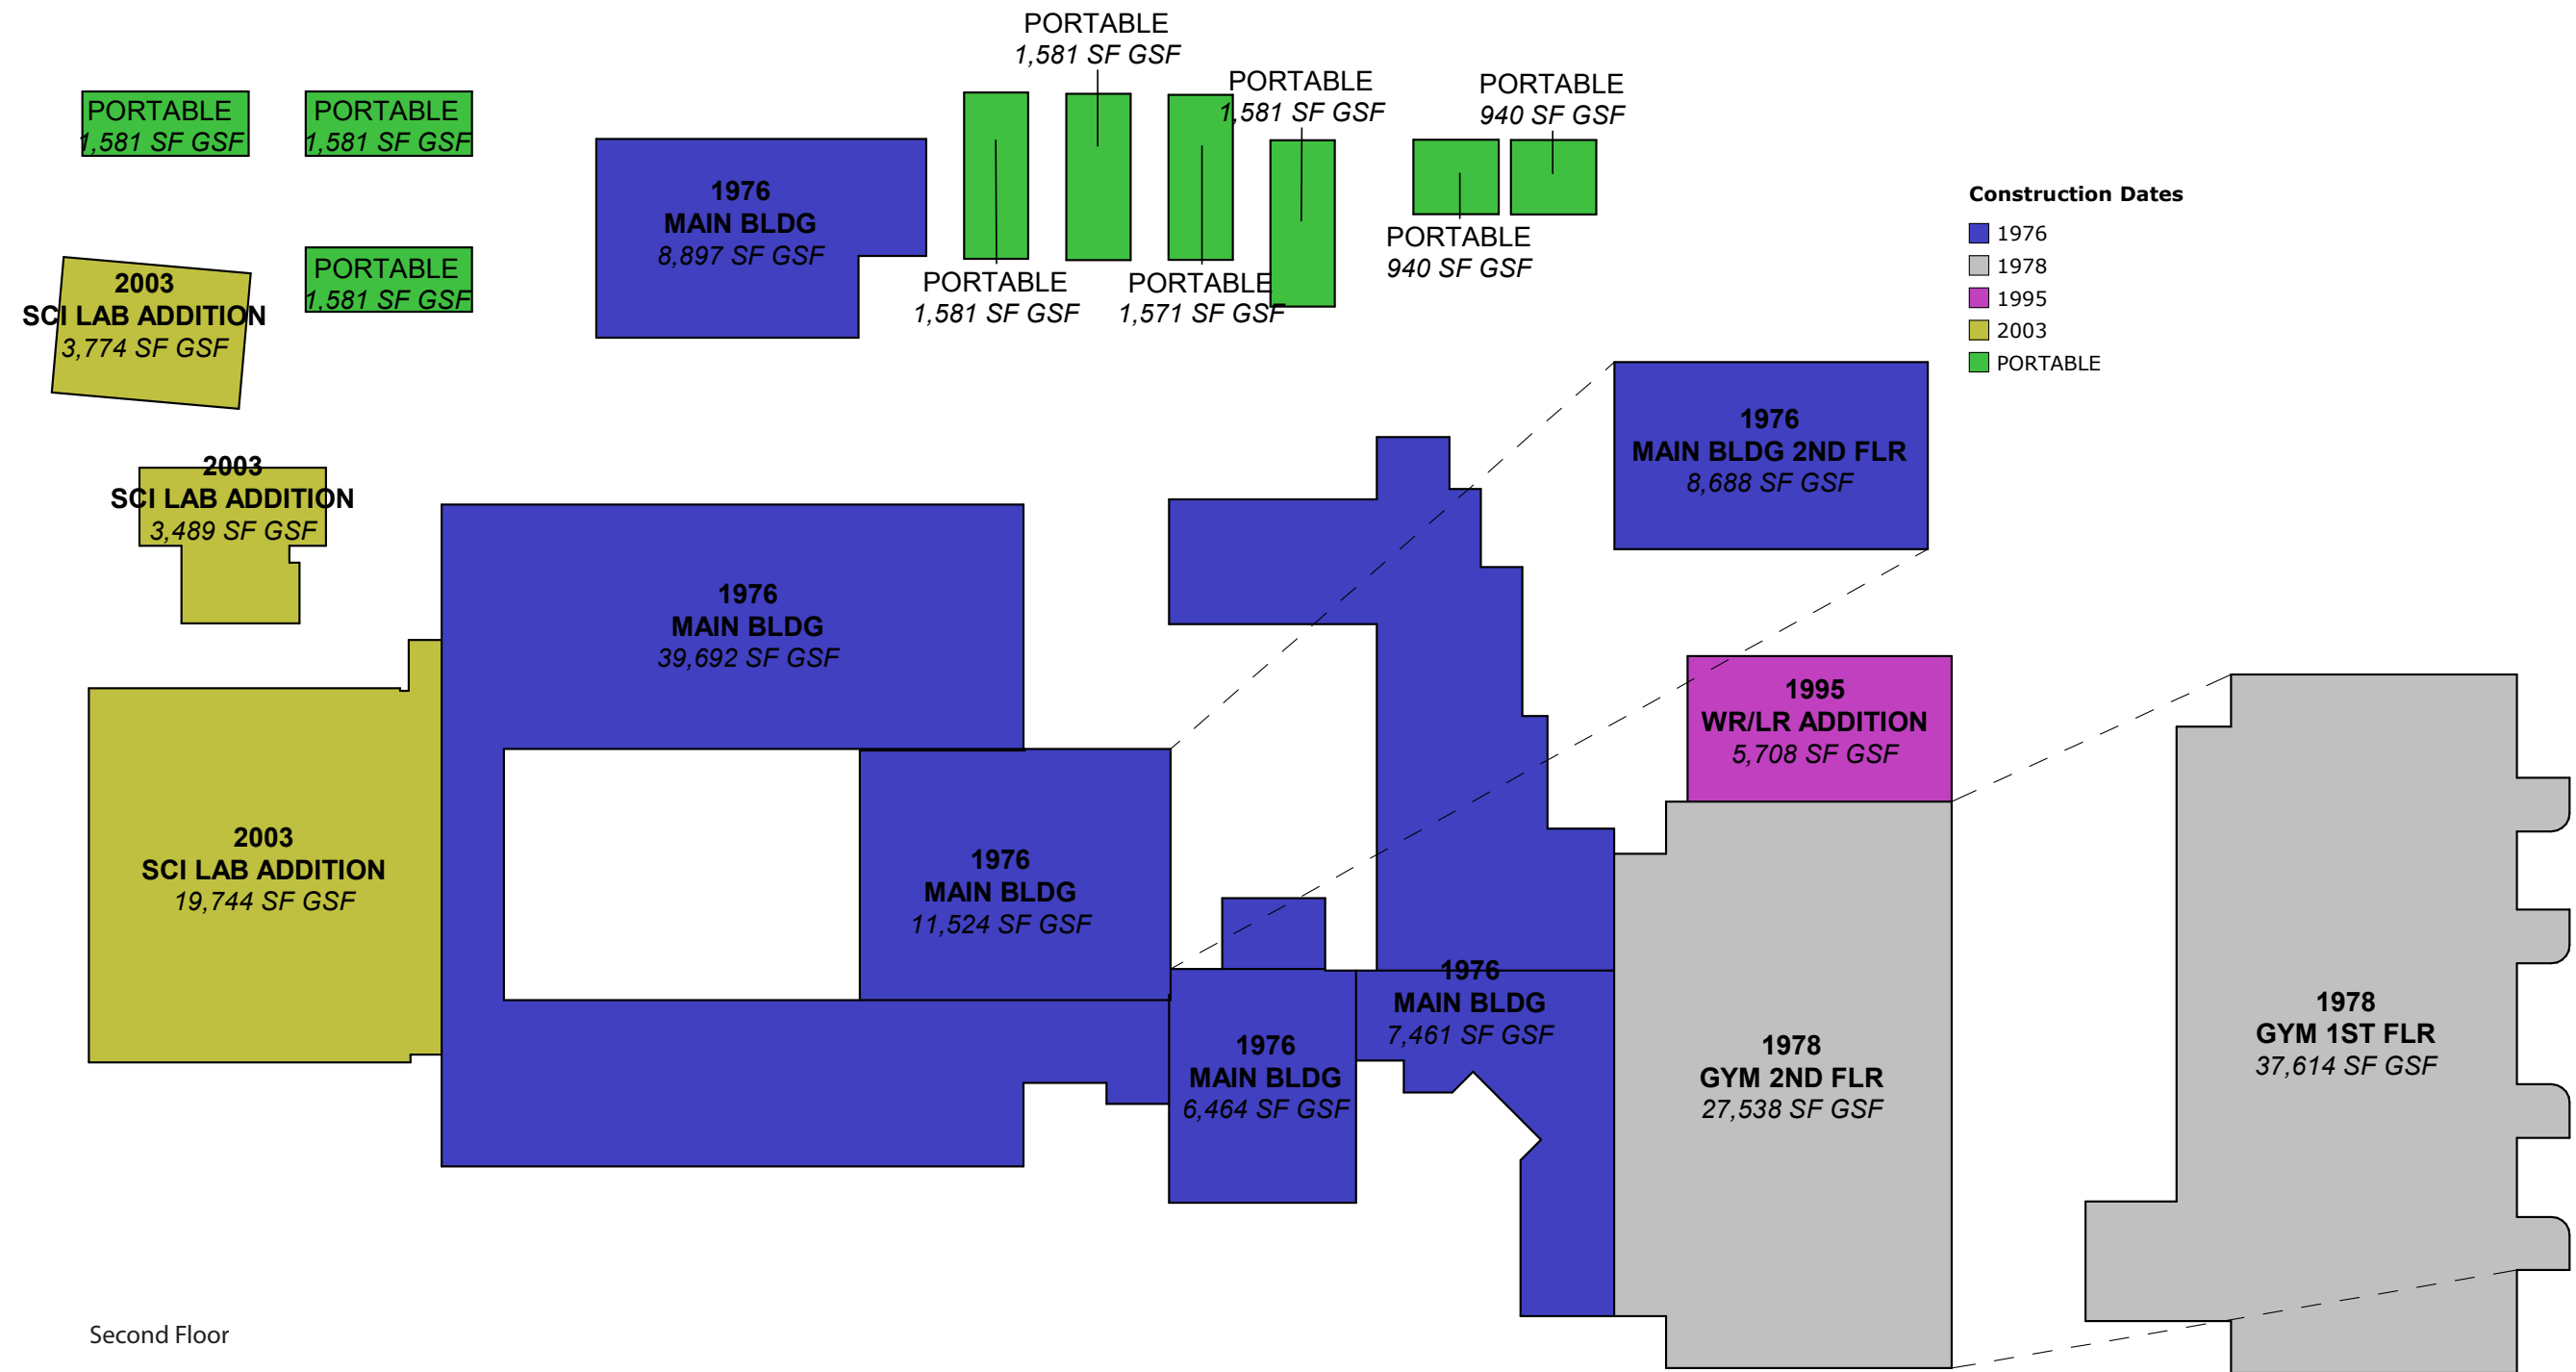 PORTABLE
1,581 SF GSF
PORTABLE
1,581 SF GSF
PORTABLE
1,581 SF GSF
PORTABLE
1,581 SF GSF
PORTABLE
940 SF GSF
1976
MAIN BLDG
8,897 SF GSF
PORTABLE
1,581 SF GSF
PORTABLE
1,571 SF GSF
PORTABLE
940 SF GSF
Construction Dates
1976
1978
1995
2003
PORTABLE
2003
SCI LAB ADDITION
3,774 SF GSF
PORTABLE
1,581 SF GSF
1976
MAIN BLDG 2ND FLR
8,688 SF GSF
2003
SCI LAB ADDITION
3,489 SF GSF
1976
MAIN BLDG
39,692 SF GSF
1995
WR/LR ADDITION
5,708 SF GSF
2003
SCI LAB ADDITION
19,744 SF GSF
1976
MAIN BLDG
11,524 SF GSF
1976
MAIN BLDG
7,461 SF GSF
1976
MAIN BLDG
6,464 SF GSF
1978
GYM 2ND FLR
27,538 SF GSF
1978
GYM 1ST FLR
37,614 SF GSF
Second Floor